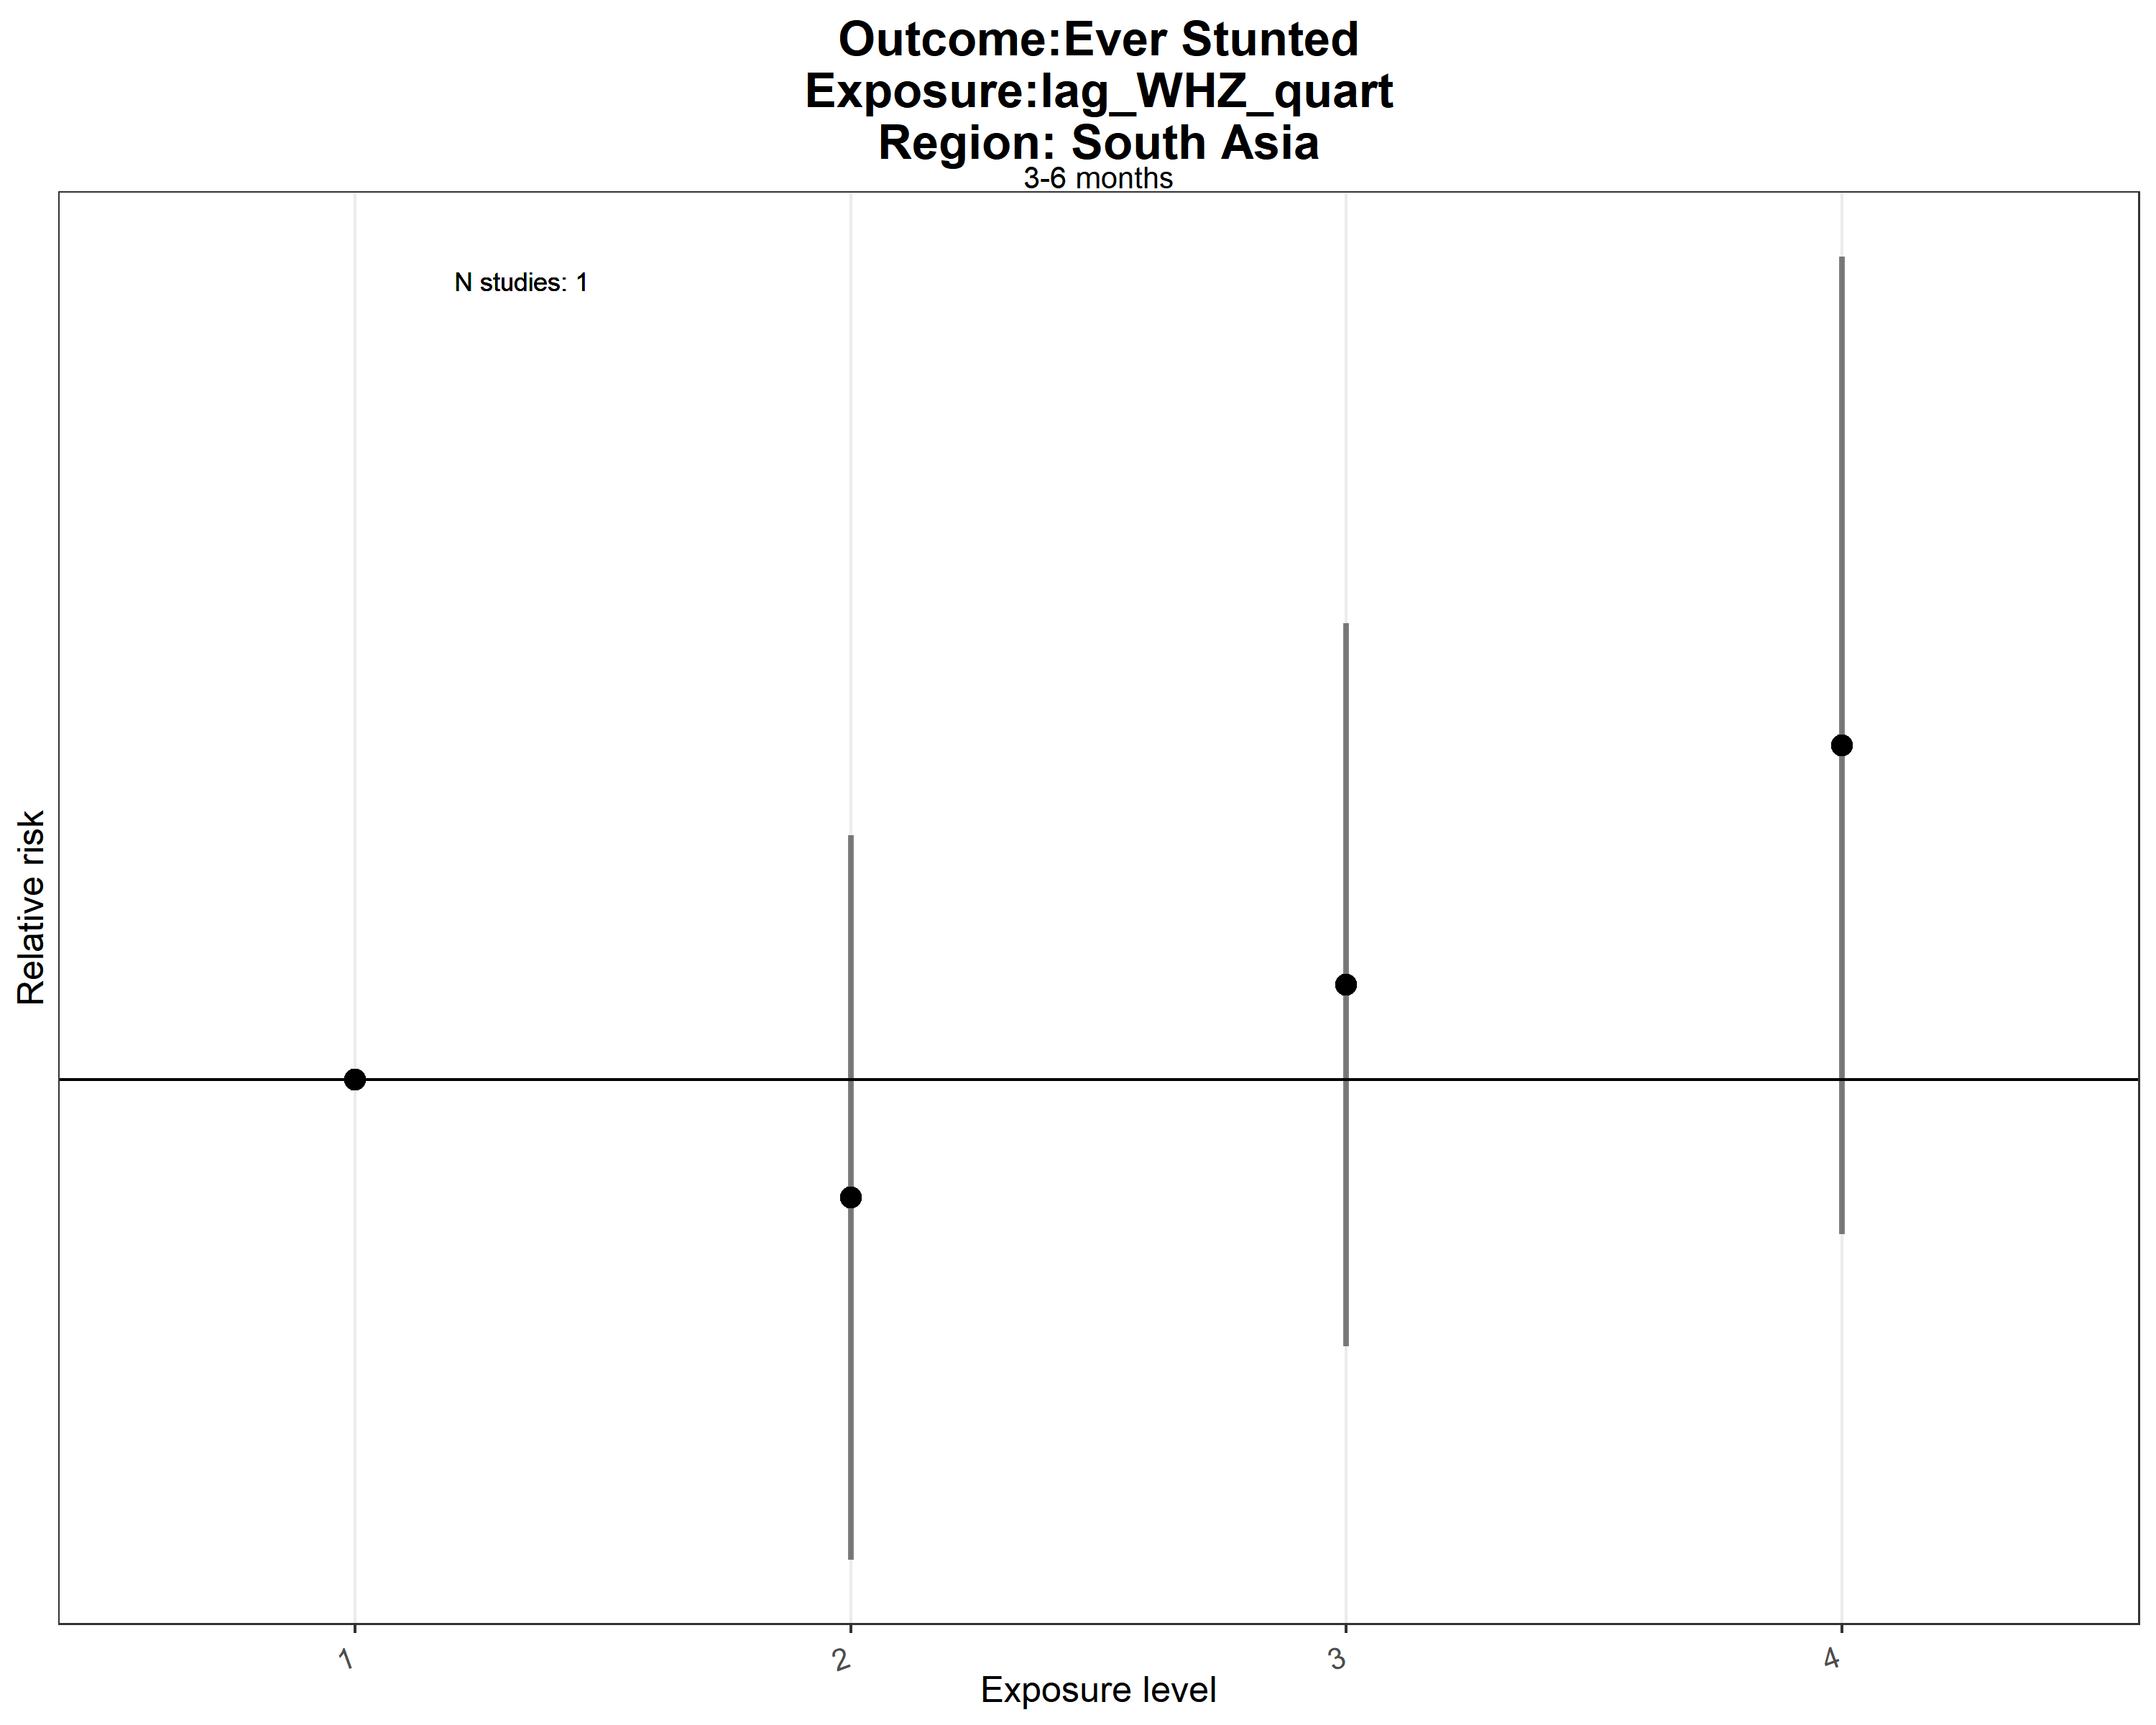 Outcome:Ever Stunted
Exposure:lag_WHZ_quart
Region: South Asia
3-6 months
N studies: 1
Relative risk
1
2
3
4
Exposure level